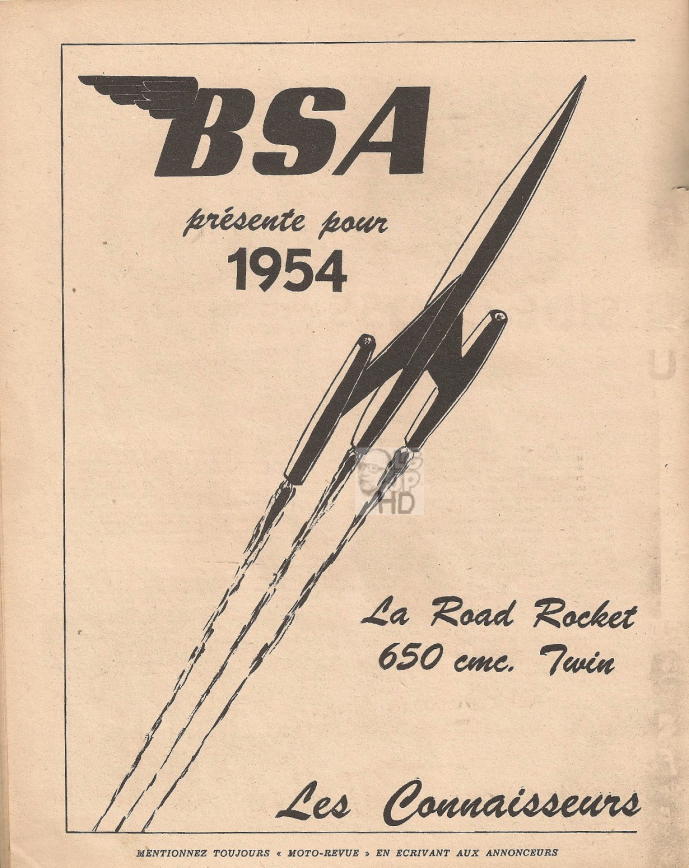 BSA
présente pour
1954
La Road Rocket
650 cmc. Twin
Les Connaisseurs
MENTIONNEZ TOUJOURS « MOTO-REVUE » EN ECRIVANT AUX ANNONCEURS
HD